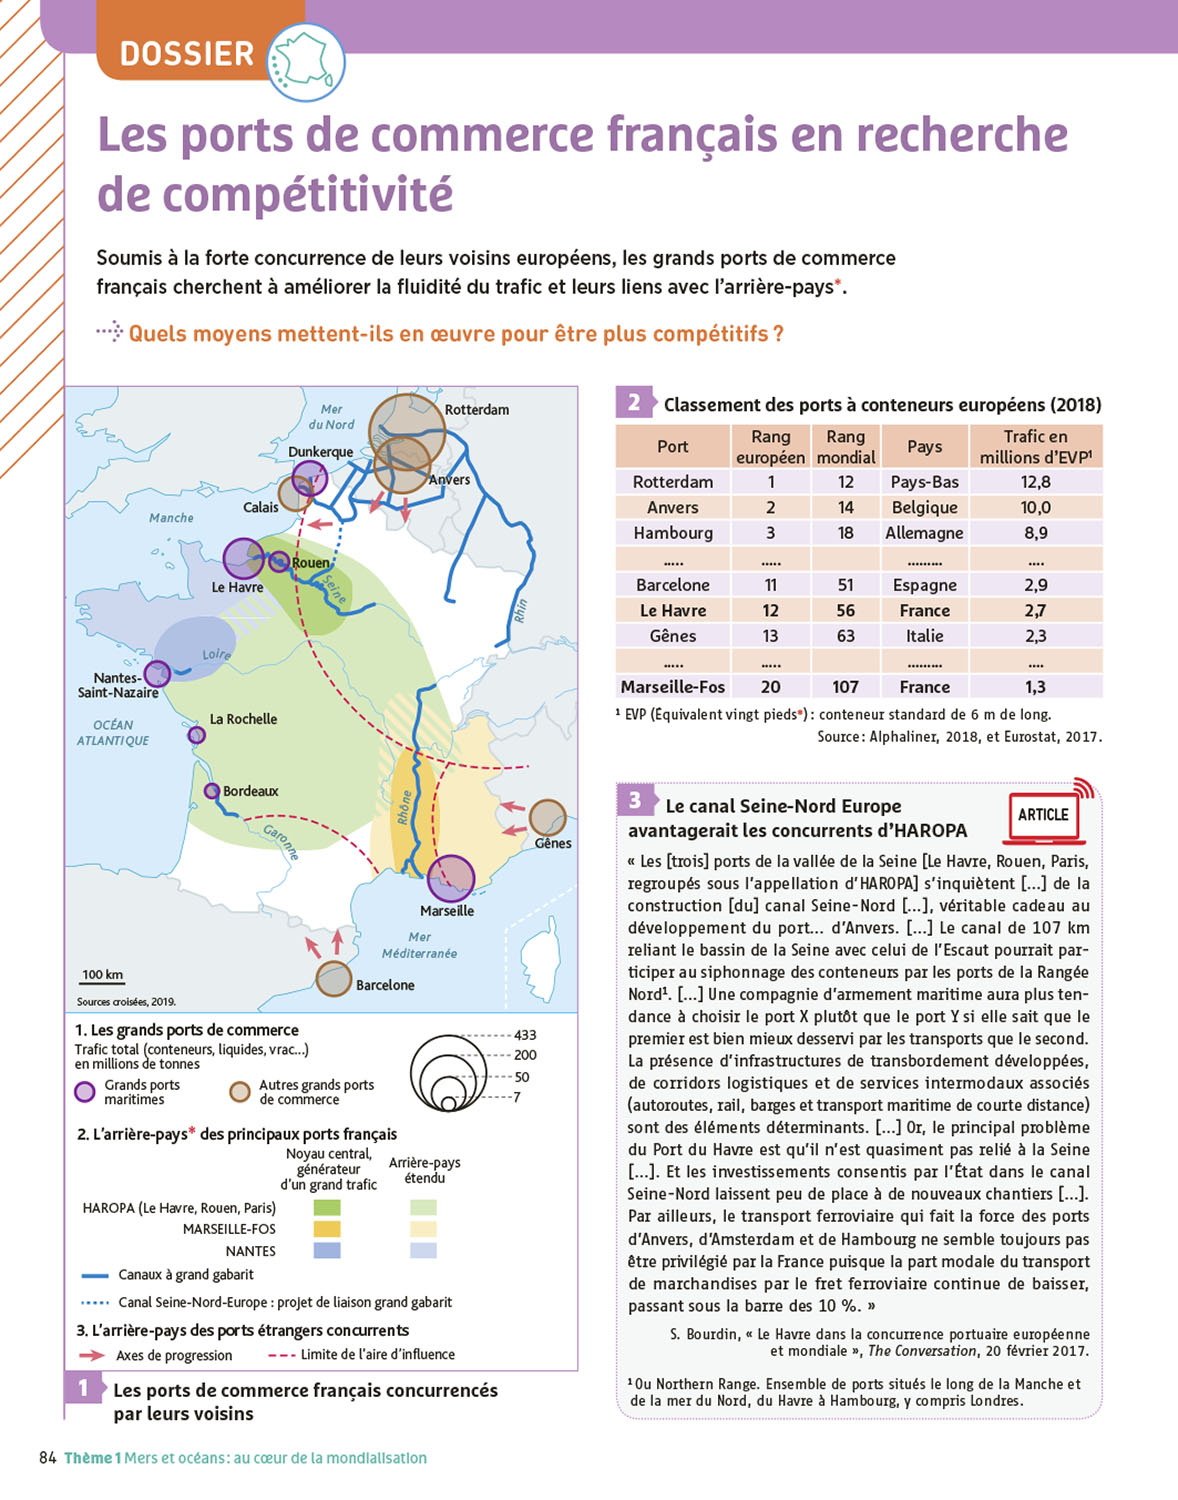 DOSSIER
Les ports de commerce français en recherche
de compétitivité
Soumis à la forte concurrence de leurs voisins européens, les grands ports de commerce
français cherchent à améliorer la fluidité du trafic et leurs liens avec l'arrière-pays*.
Quels moyens mettent-ils en œuvre pour être plus compétitifs ?
Mer
du Nord
Rotterdam
Dunkerque
Anvers
Calais
Manche
Rouen
Le Havre
Seine
Rhin
Loire
Nantes-
Saint-Nazaire
La Rochelle
OCÉAN
ATLANTIQUE
Bordeaux
Rhône
Garonne
Gênes
Marseille
Mer
Méditerranée
100 km
Barcelone
Sources croisées, 2019.
1. Les grands ports de commerce
Trafic total (conteneurs, liquides, vrac...)
en millions de tonnes
Grands ports
maritimes
Autres grands ports
de commerce
433
200
50
7
2. L'arrière-pays* des principaux ports français
Noyau central,
générateur
d'un grand trafic
Arrière-pays
étendu
HAROPA (Le Havre, Rouen, Paris)
MARSEILLE-FOS
NANTES
Canaux à grand gabarit
Canal Seine-Nord-Europe : projet de liaison grand gabarit
3. L'arrière-pays des ports étrangers concurrents
Axes de progression
Limite de l'aire d'influence
1 Les ports de commerce français concurrencés
par leurs voisins
2 Classement des ports à conteneurs européens (2018)
Port Rang européen Rang mondial Pays Trafic en millions d'EVP¹
Rotterdam 1 12 Pays-Bas 12,8
Anvers 2 14 Belgique 10,0
Hambourg 3 18 Allemagne 8,9
..... ..... ......... ....
Barcelone 11 51 Espagne 2,9
Le Havre 12 56 France 2,7
Gênes 13 63 Italie 2,3
..... ..... ......... ....
Marseille-Fos 20 107 France 1,3
¹ EVP (Équivalent vingt pieds*) : conteneur standard de 6 m de long.
Source : Alphaliner, 2018, et Eurostat, 2017.
3 Le canal Seine-Nord Europe
avantagerait les concurrents d'HAROPA
ARTICLE
« Les [trois] ports de la vallée de la Seine [Le Havre, Rouen, Paris,
regroupés sous l'appellation d'HAROPA] s'inquiètent [...] de la
construction [du] canal Seine-Nord [...], véritable cadeau au
développement du port... d'Anvers. [...] Le canal de 107 km
reliant le bassin de la Seine avec celui de l'Escaut pourrait par-
ticiper au siphonnage des conteneurs par les ports de la Rangée
Nord¹. [...] Une compagnie d'armement maritime aura plus ten-
dance à choisir le port X plutôt que le port Y si elle sait que le
premier est bien mieux desservi par les transports que le second.
La présence d'infrastructures de transbordement développées,
de corridors logistiques et de services intermodaux associés
(autoroutes, rail, barges et transport maritime de courte distance)
sont des éléments déterminants. [...] Or, le principal problème
du Port du Havre est qu'il n'est quasiment pas relié à la Seine
[...]. Et les investissements consentis par l'État dans le canal
Seine-Nord laissent peu de place à de nouveaux chantiers [...].
Par ailleurs, le transport ferroviaire qui fait la force des ports
d'Anvers, d'Amsterdam et de Hambourg ne semble toujours pas
être privilégié par la France puisque la part modale du transport
de marchandises par le fret ferroviaire continue de baisser,
passant sous la barre des 10 %. »
S. Bourdin, « Le Havre dans la concurrence portuaire européenne
et mondiale », The Conversation, 20 février 2017.
¹ Ou Northern Range. Ensemble de ports situés le long de la Manche et
de la mer du Nord, du Havre à Hambourg, y compris Londres.
84 Thème 1 Mers et océans : au cœur de la mondialisation